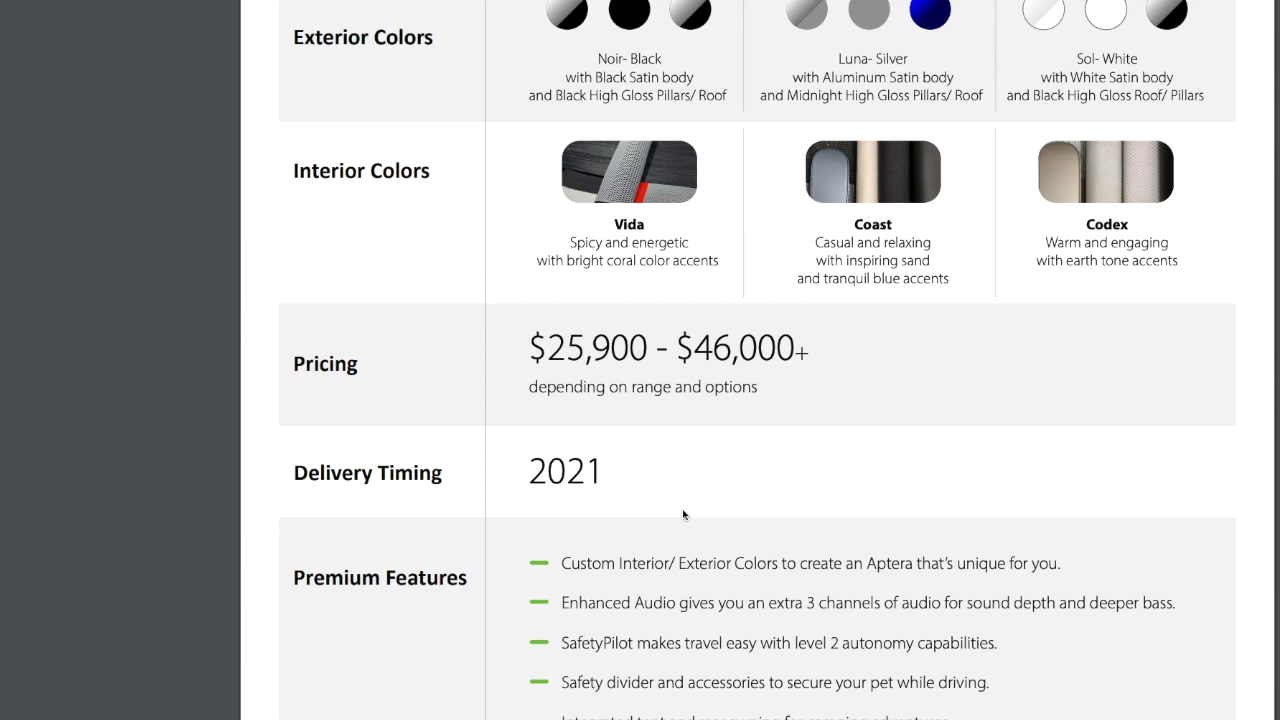 Exterior Colors
Noir- Black
with Black Satin body
and Black High Gloss Pillars/ Roof
Luna- Silver
with Aluminum Satin body
and Midnight High Gloss Pillars/ Roof
Sol- White
with White Satin body
and Black High Gloss Roof/ Pillars
Interior Colors
Vida
Spicy and energetic
with bright coral color accents
Coast
Casual and relaxing
with inspiring sand
and tranquil blue accents
Codex
Warm and engaging
with earth tone accents
Pricing
$25,900 - $46,000+
depending on range and options
Delivery Timing
2021
Premium Features
Custom Interior/ Exterior Colors to create an Aptera that's unique for you.
Enhanced Audio gives you an extra 3 channels of audio for sound depth and deeper bass.
SafetyPilot makes travel easy with level 2 autonomy capabilities.
Safety divider and accessories to secure your pet while driving.